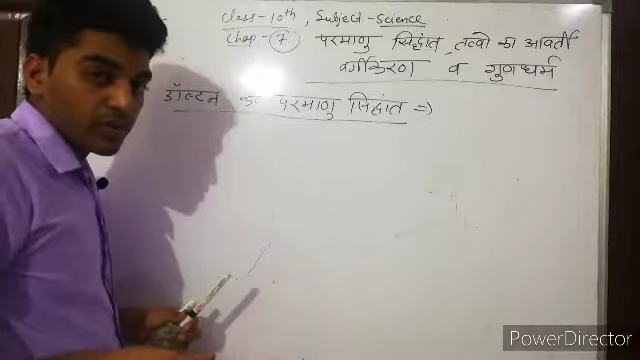 Class-10th, Subject-Science
Chap-7 परमाणु सिद्धांत, तत्वो का आवर्ती
वर्गीकरण व गुणधर्म
डॉल्टन का परमाणु सिद्धांत =>
PowerDirector